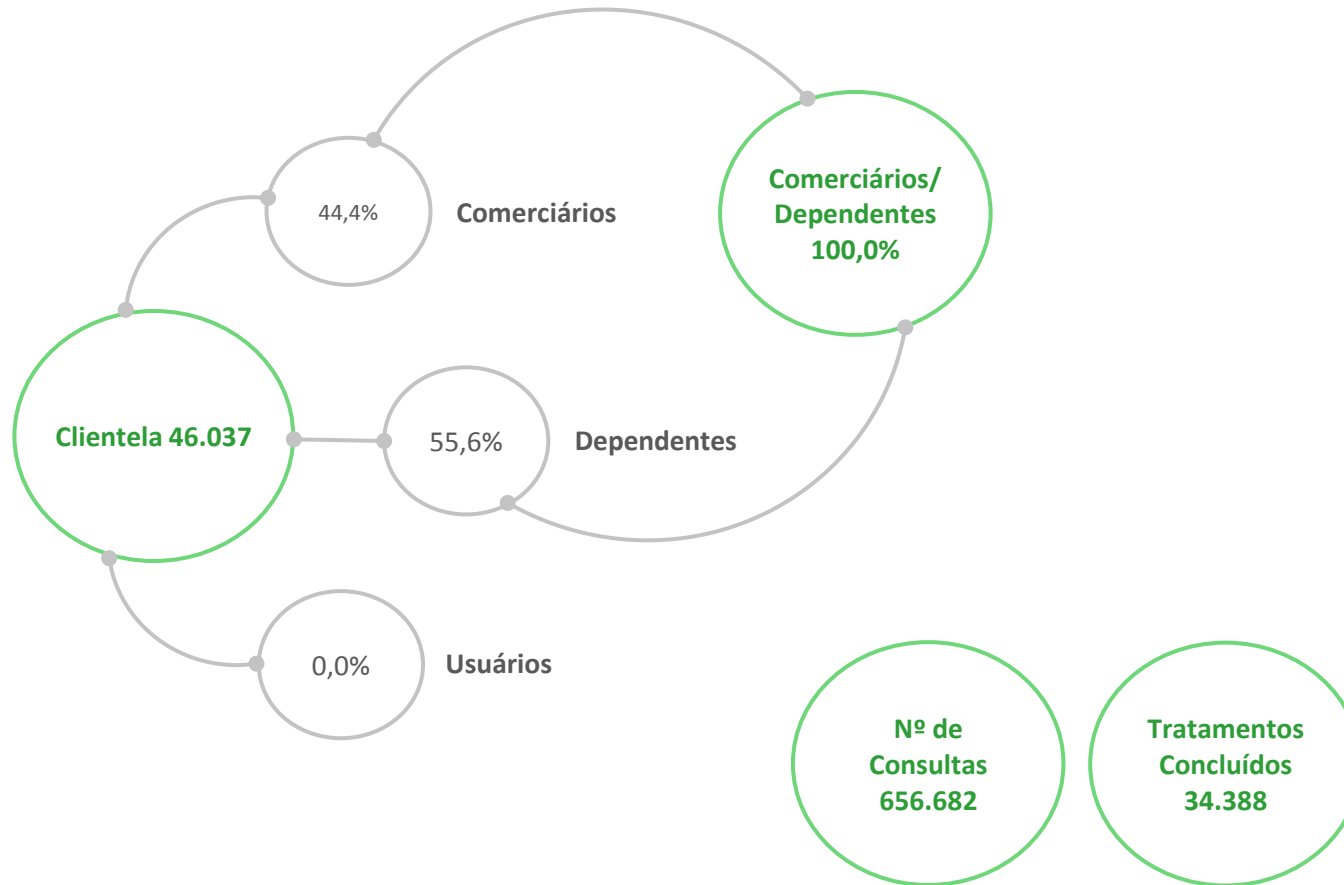 44,4%
Comerciários
Comerciários/
Dependentes
100,0%
Clientela 46.037
55,6%
Dependentes
0,0%
Usuários
Nº de
Consultas
656.682
Tratamentos
Concluídos
34.388